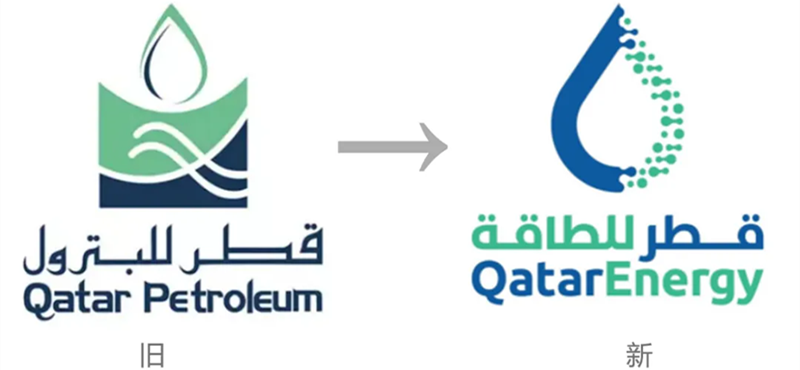 قطر للبترول
Qatar Petroleum
旧
قطر للطاقة
QatarEnergy
新